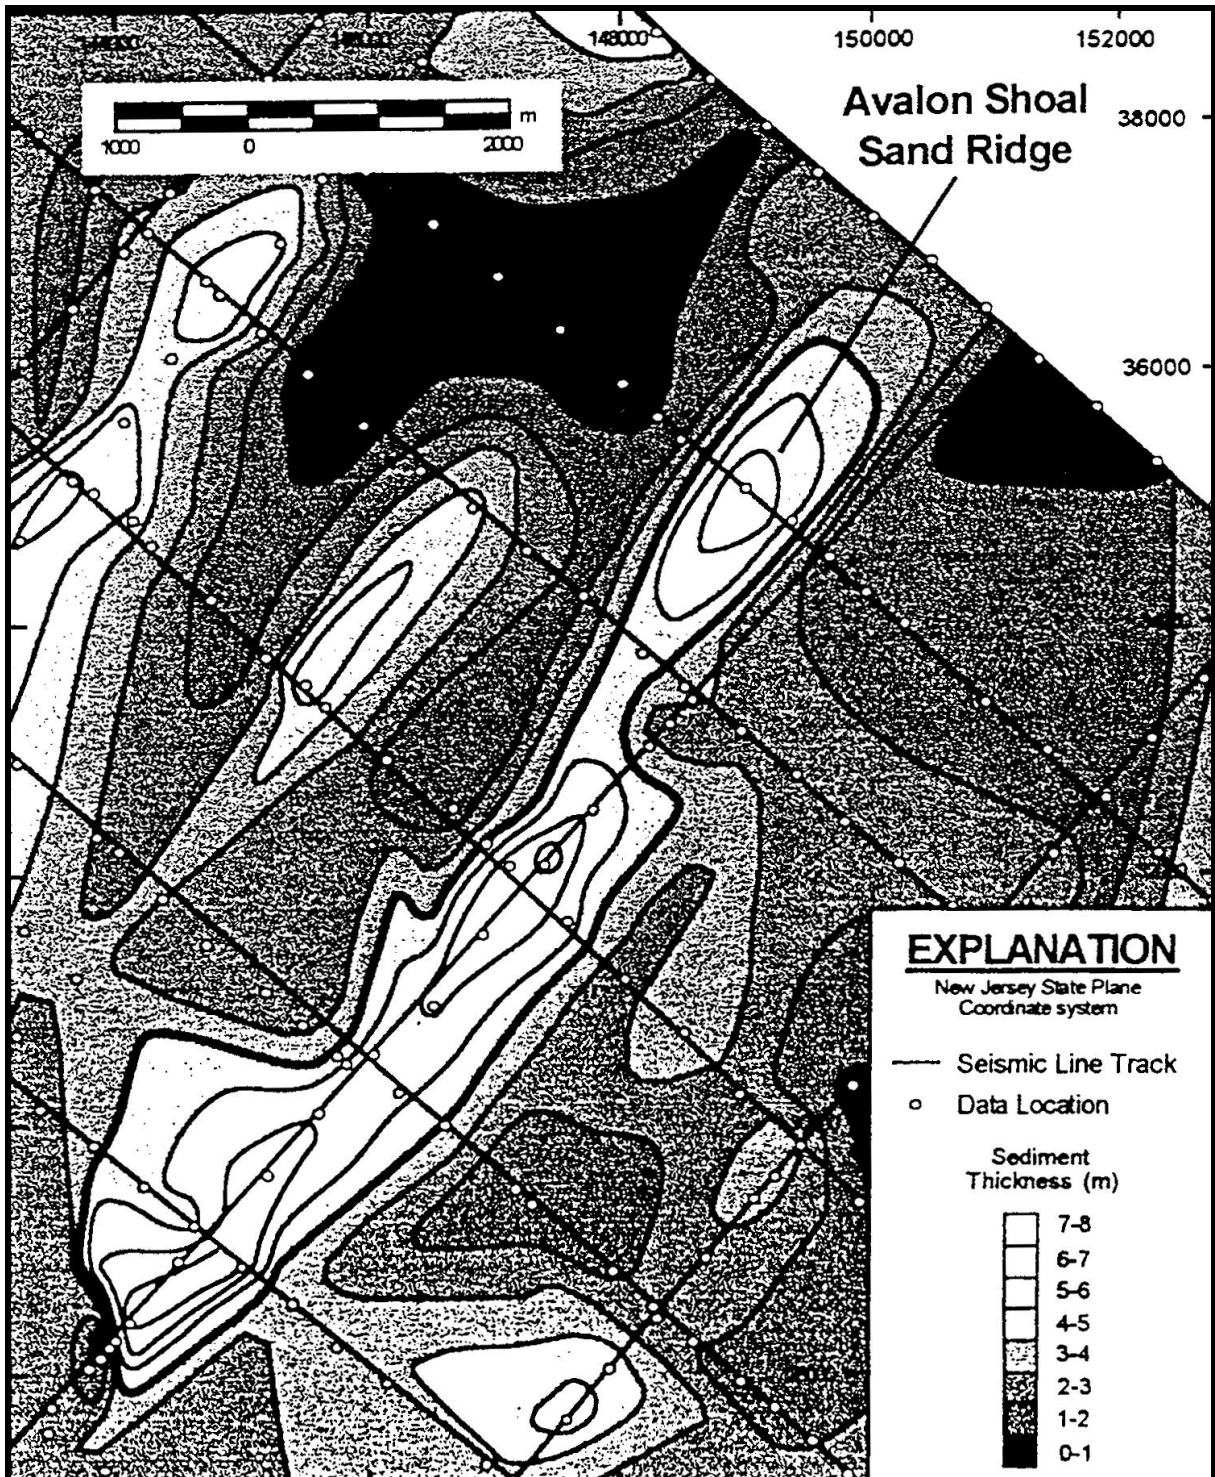 148000
150000
152000
m
1000
0
2000
Avalon Shoal
Sand Ridge
38000
36000
EXPLANATION
New Jersey State Plane
Coordinate system
Seismic Line Track
Data Location
Sediment
Thickness (m)
7-8
6-7
5-6
4-5
3-4
2-3
1-2
0-1